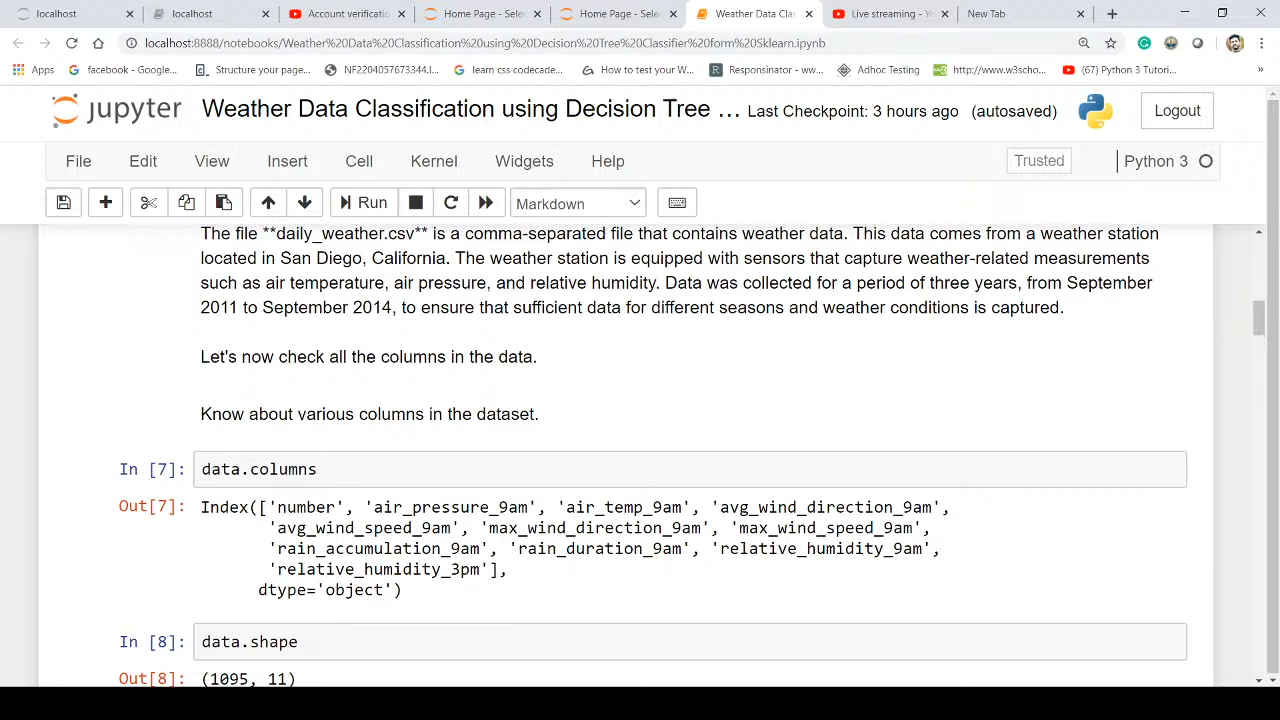 localhost
localhost
Account verificatio
Home Page - Selec
Home Page - Selec
Weather Data Clas
Live streaming - Yo
New Tab
localhost:8888/notebooks/Weather%20Data%20Classification%20using%20Decision%20Tree%20Classifier%20form%20Sklearn.ipynb
Apps
facebook - Google...
Structure your page...
NF2201057673344.I...
learn css codecade...
How to test your W...
Responsinator - ww...
Adhoc Testing
http://www.w3scho...
(67) Python 3 Tutori...
»
jupyter
Weather Data Classification using Decision Tree ...
Last Checkpoint: 3 hours ago
(autosaved)
Logout
File
Edit
View
Insert
Cell
Kernel
Widgets
Help
Trusted
Python 3
Run
Markdown
The file **daily_weather.csv** is a comma-separated file that contains weather data. This data comes from a weather station
located in San Diego, California. The weather station is equipped with sensors that capture weather-related measurements
such as air temperature, air pressure, and relative humidity. Data was collected for a period of three years, from September
2011 to September 2014, to ensure that sufficient data for different seasons and weather conditions is captured.
Let's now check all the columns in the data.
Know about various columns in the dataset.
In [7]: data.columns
Out[7]: Index(['number', 'air_pressure_9am', 'air_temp_9am', 'avg_wind_direction_9am',
'avg_wind_speed_9am', 'max_wind_direction_9am', 'max_wind_speed_9am',
'rain_accumulation_9am', 'rain_duration_9am', 'relative_humidity_9am',
'relative_humidity_3pm'],
dtype='object')
In [8]: data.shape
Out[8]: (1095, 11)